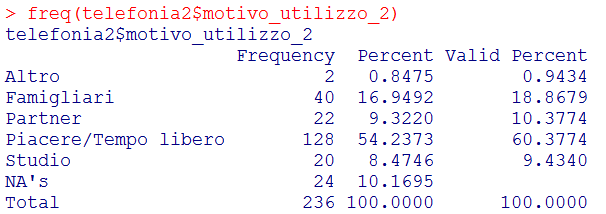 > freq(telefonia2$motivo_utilizzo_2)
telefonia2$motivo_utilizzo_2
Frequency Percent Valid Percent
Altro 2 0.8475 0.9434
Famigliari 40 16.9492 18.8679
Partner 22 9.3220 10.3774
Piacere/Tempo libero 128 54.2373 60.3774
Studio 20 8.4746 9.4340
NA's 24 10.1695
Total 236 100.0000 100.0000